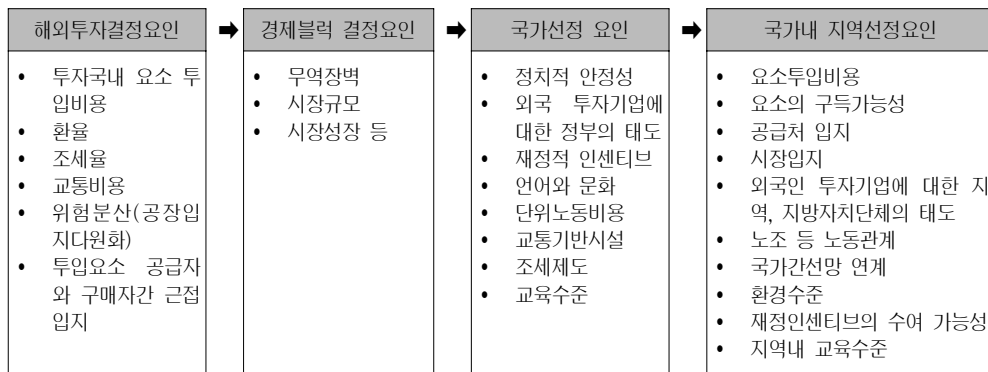 해외투자결정요인
• 투자국내 요소 투
입비용
• 환율
• 조세율
• 교통비용
• 위험분산(공장입
지다원화)
• 투입요소 공급자
와 구매자간 근접
입지
➡
경제블럭 결정요인
• 무역장벽
• 시장규모
• 시장성장 등
➡
국가선정 요인
• 정치적 안정성
• 외국 투자기업에
대한 정부의 태도
• 재정적 인센티브
• 언어와 문화
• 단위노동비용
• 교통기반시설
• 조세제도
• 교육수준
➡
국가내 지역선정요인
• 요소투입비용
• 요소의 구득가능성
• 공급처 입지
• 시장입지
• 외국인 투자기업에 대한 지
역, 지방자치단체의 태도
• 노조 등 노동관계
• 국가간선망 연계
• 환경수준
• 재정인센티브의 수여 가능성
• 지역내 교육수준